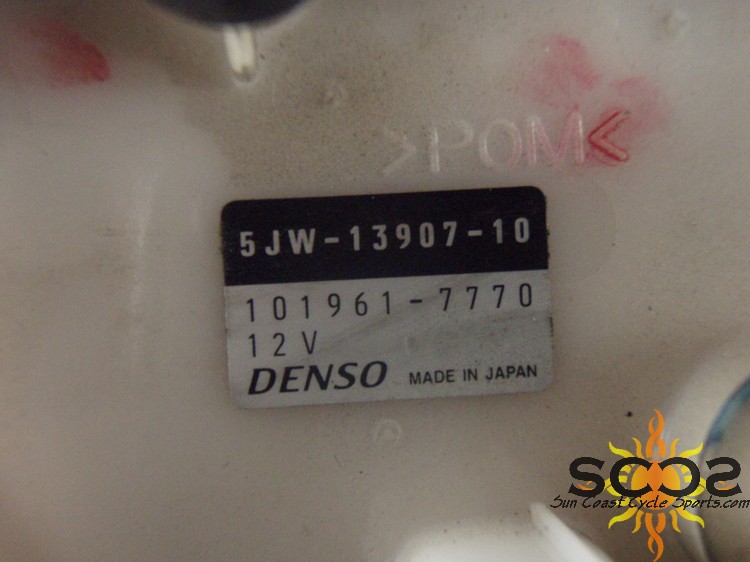 >POM<
5JW-13907-10
101961-7770
12V
DENSO MADE IN JAPAN
SCCS
Sun Coast Cycle Sports.com